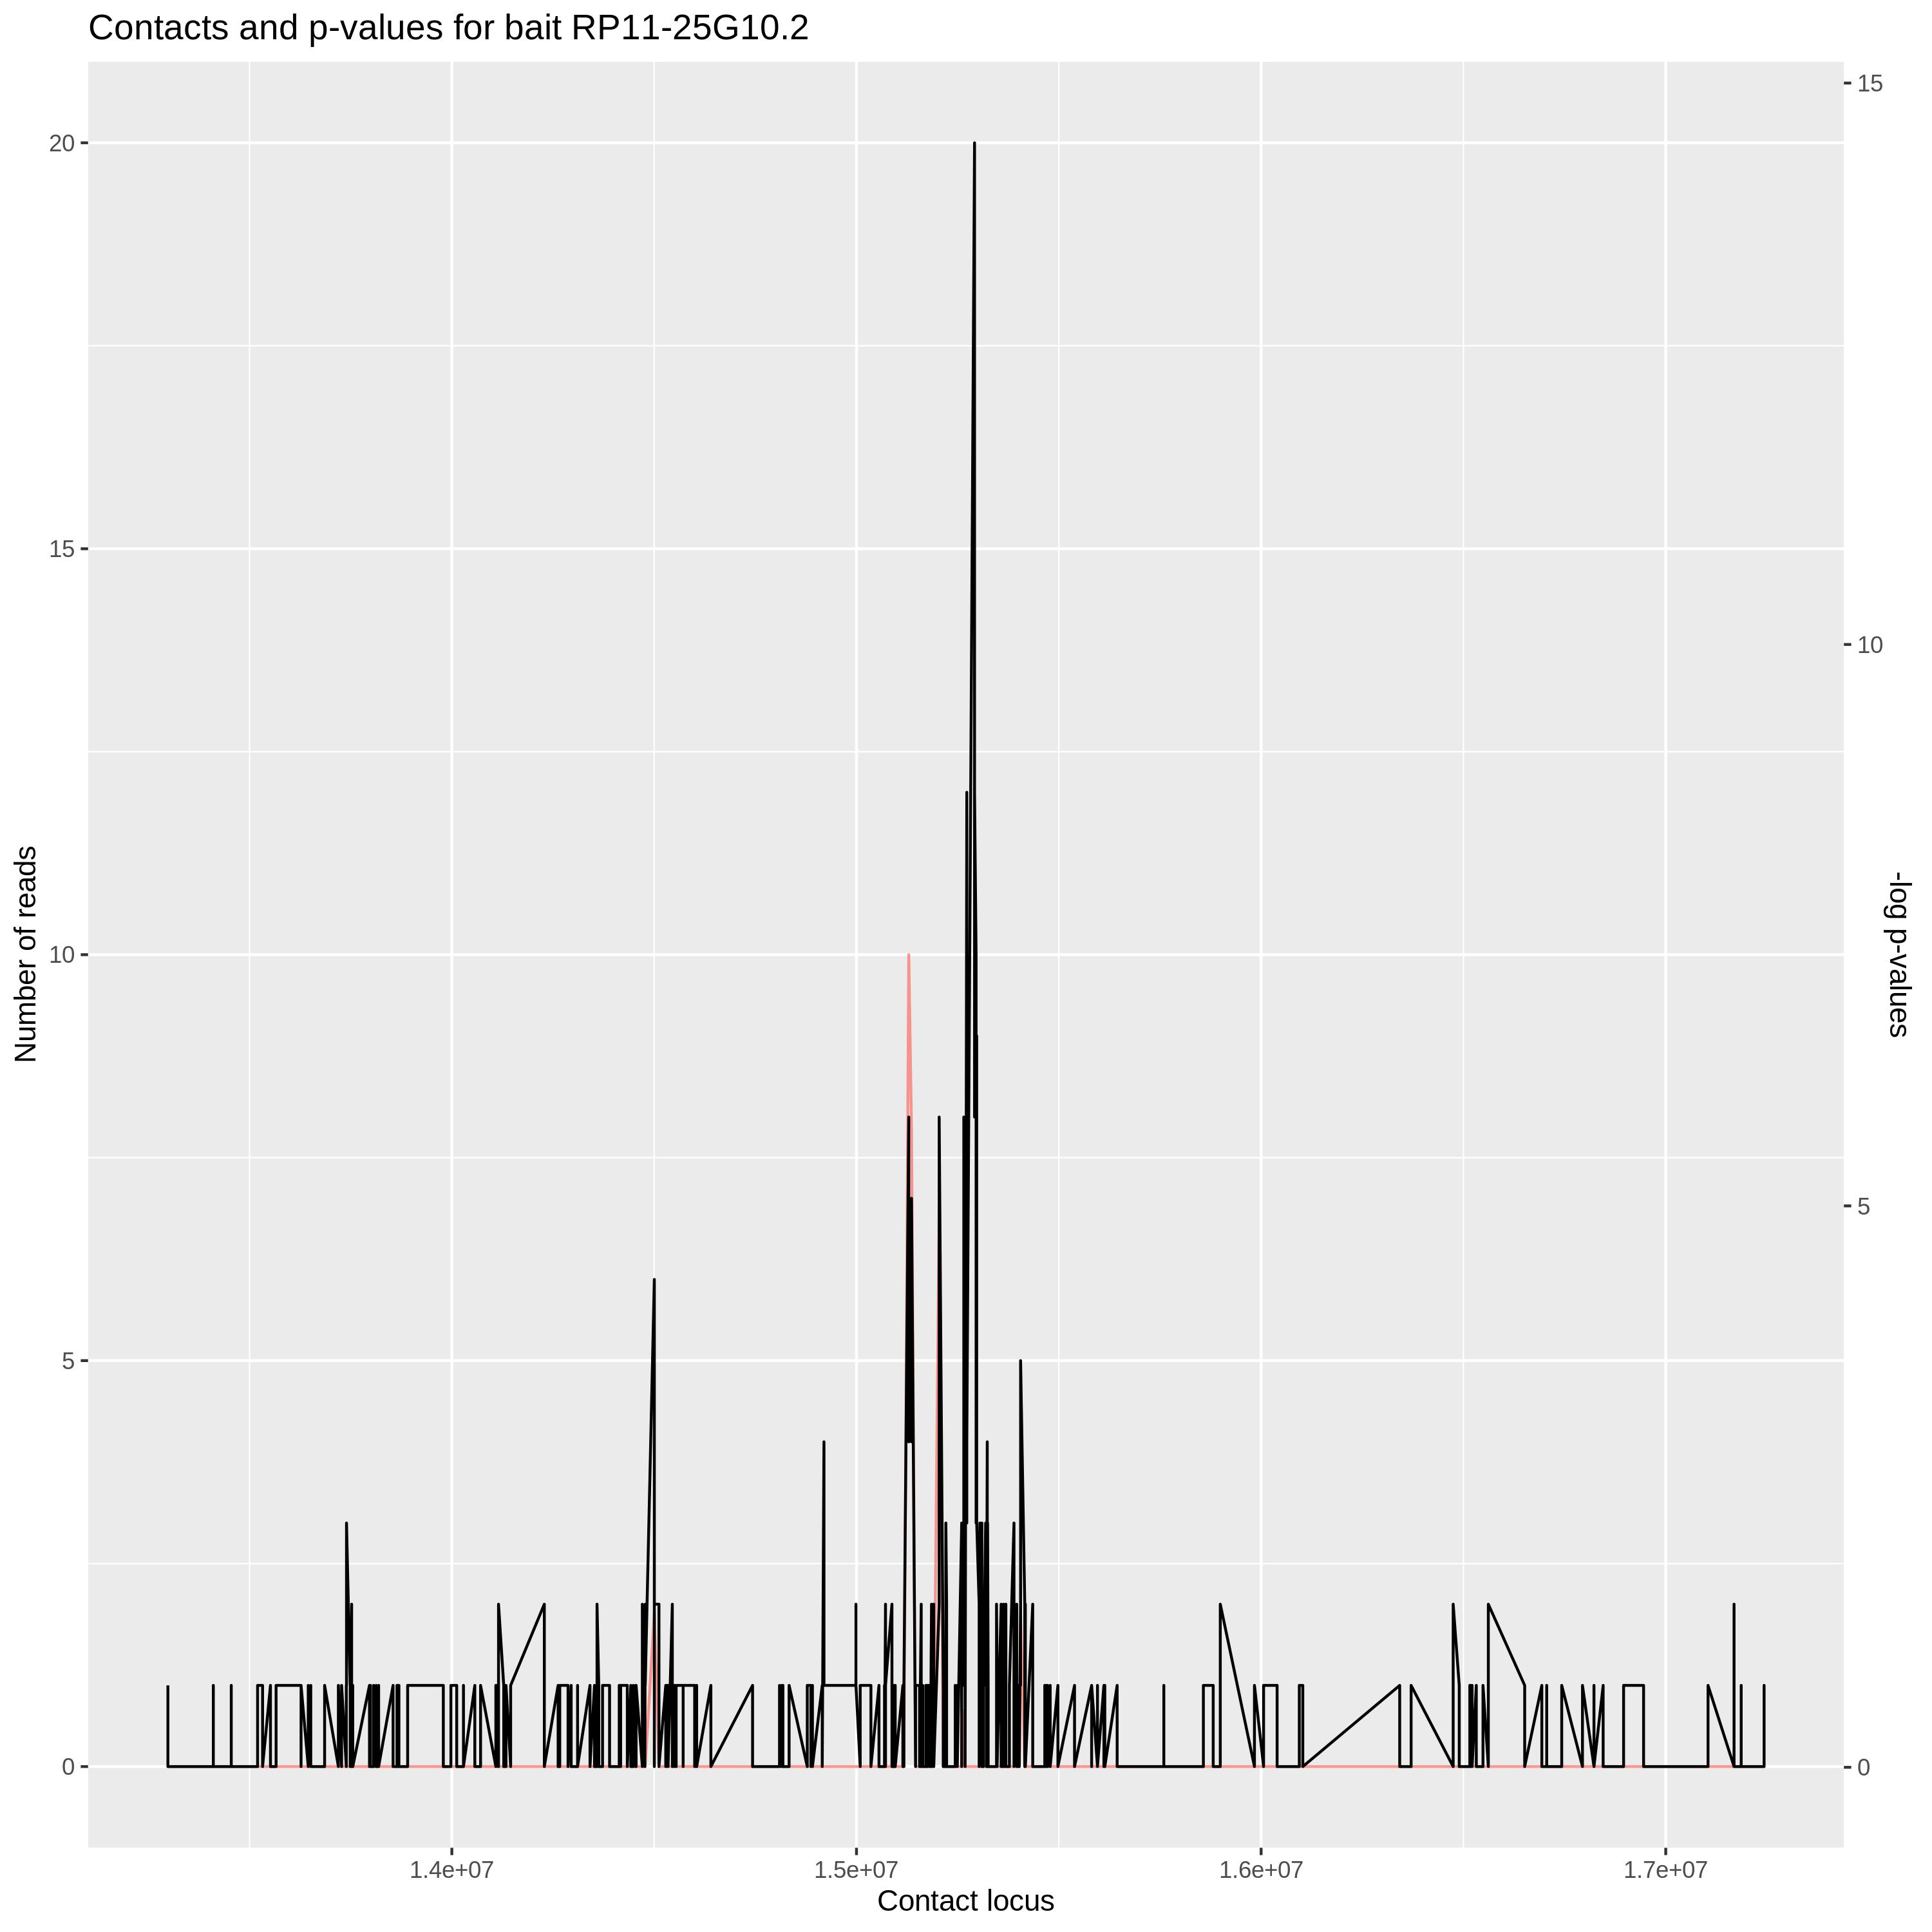 Contacts and p-values for bait RP11-25G10.2
20
15
10
5
0
Number of reads
15
10
5
0
-log p-values
1.4e+07
1.5e+07
1.6e+07
1.7e+07
Contact locus